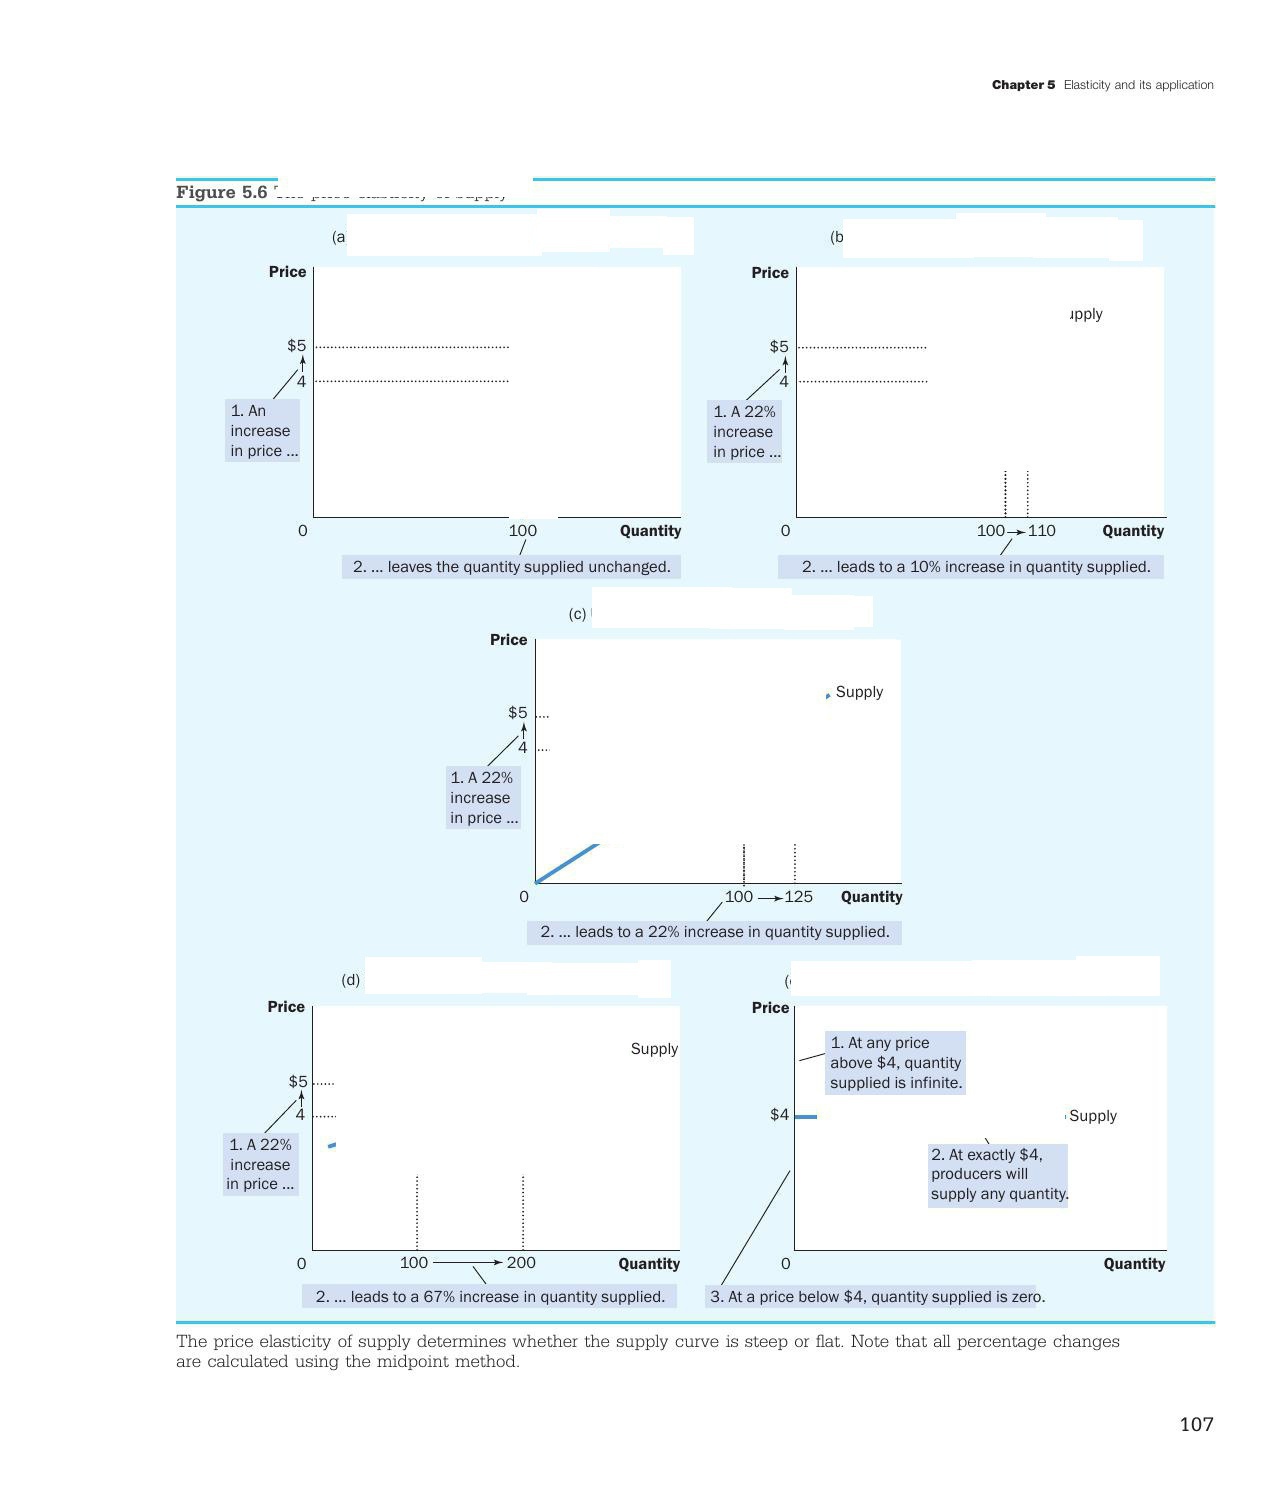 Chapter 5 Elasticity and its application
Figure 5.6
(a
Price
$5
4
1. An
increase
in price ...
0
100
Quantity
2. ... leaves the quantity supplied unchanged.
(b
Price
upply
$5
4
1. A 22%
increase
in price ...
0
100
110
Quantity
2. ... leads to a 10% increase in quantity supplied.
(c)
Price
Supply
$5
4
1. A 22%
increase
in price ...
0
100
125
Quantity
2. ... leads to a 22% increase in quantity supplied.
(d)
Price
Supply
$5
4
1. A 22%
increase
in price ...
0
100
200
Quantity
2. ... leads to a 67% increase in quantity supplied.
Price
1. At any price
above $4, quantity
supplied is infinite.
$4
Supply
2. At exactly $4,
producers will
supply any quantity.
0
Quantity
3. At a price below $4, quantity supplied is zero.
The price elasticity of supply determines whether the supply curve is steep or flat. Note that all percentage changes
are calculated using the midpoint method.
107